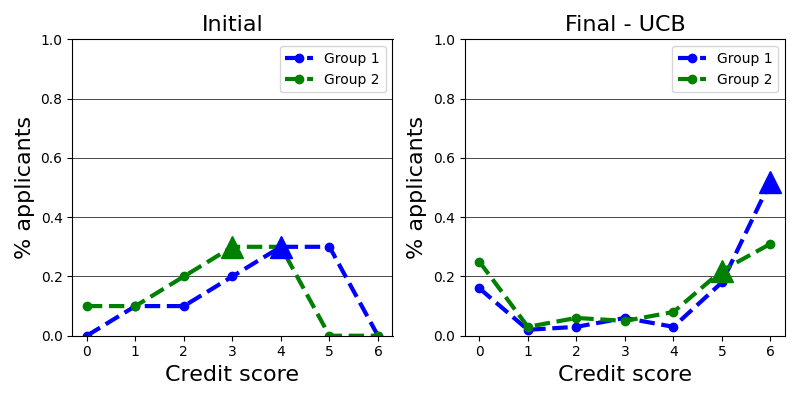 Initial
% applicants
1.0
0.8
0.6
0.4
0.2
0.0
Group 1
Group 2
0 1 2 3 4 5 6
Credit score
Final - UCB
% applicants
1.0
0.8
0.6
0.4
0.2
0.0
Group 1
Group 2
0 1 2 3 4 5 6
Credit score